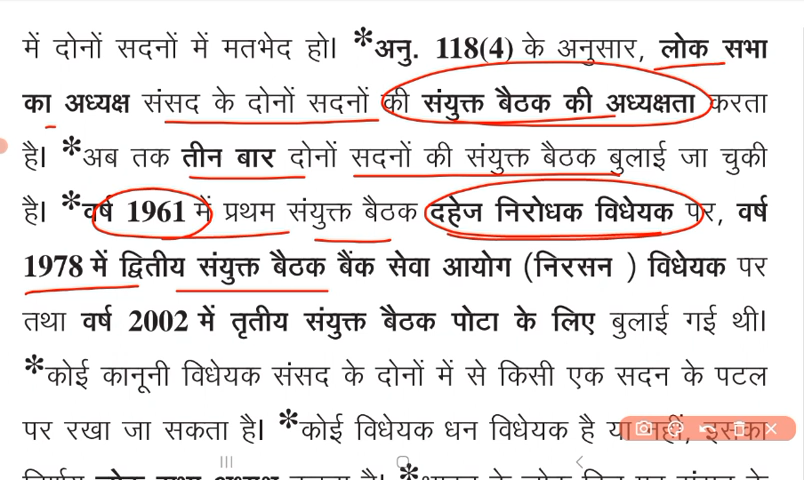 में दोनों सदनों में मतभेद हो। *अनु. 118(4) के अनुसार, लोक सभा
का अध्यक्ष संसद के दोनों सदनों की संयुक्त बैठक की अध्यक्षता करता
है। *अब तक तीन बार दोनों सदनों की संयुक्त बैठक बुलाई जा चुकी
है। *वर्ष 1961 में प्रथम संयुक्त बैठक दहेज निरोधक विधेयक पर, वर्ष
1978 में द्वितीय संयुक्त बैठक बैंक सेवा आयोग (निरसन ) विधेयक पर
तथा वर्ष 2002 में तृतीय संयुक्त बैठक पोटा के लिए बुलाई गई थी।
*कोई कानूनी विधेयक संसद के दोनों में से किसी एक सदन के पटल
पर रखा जा सकता है। *कोई विधेयक धन विधेयक है या नहीं, इसका